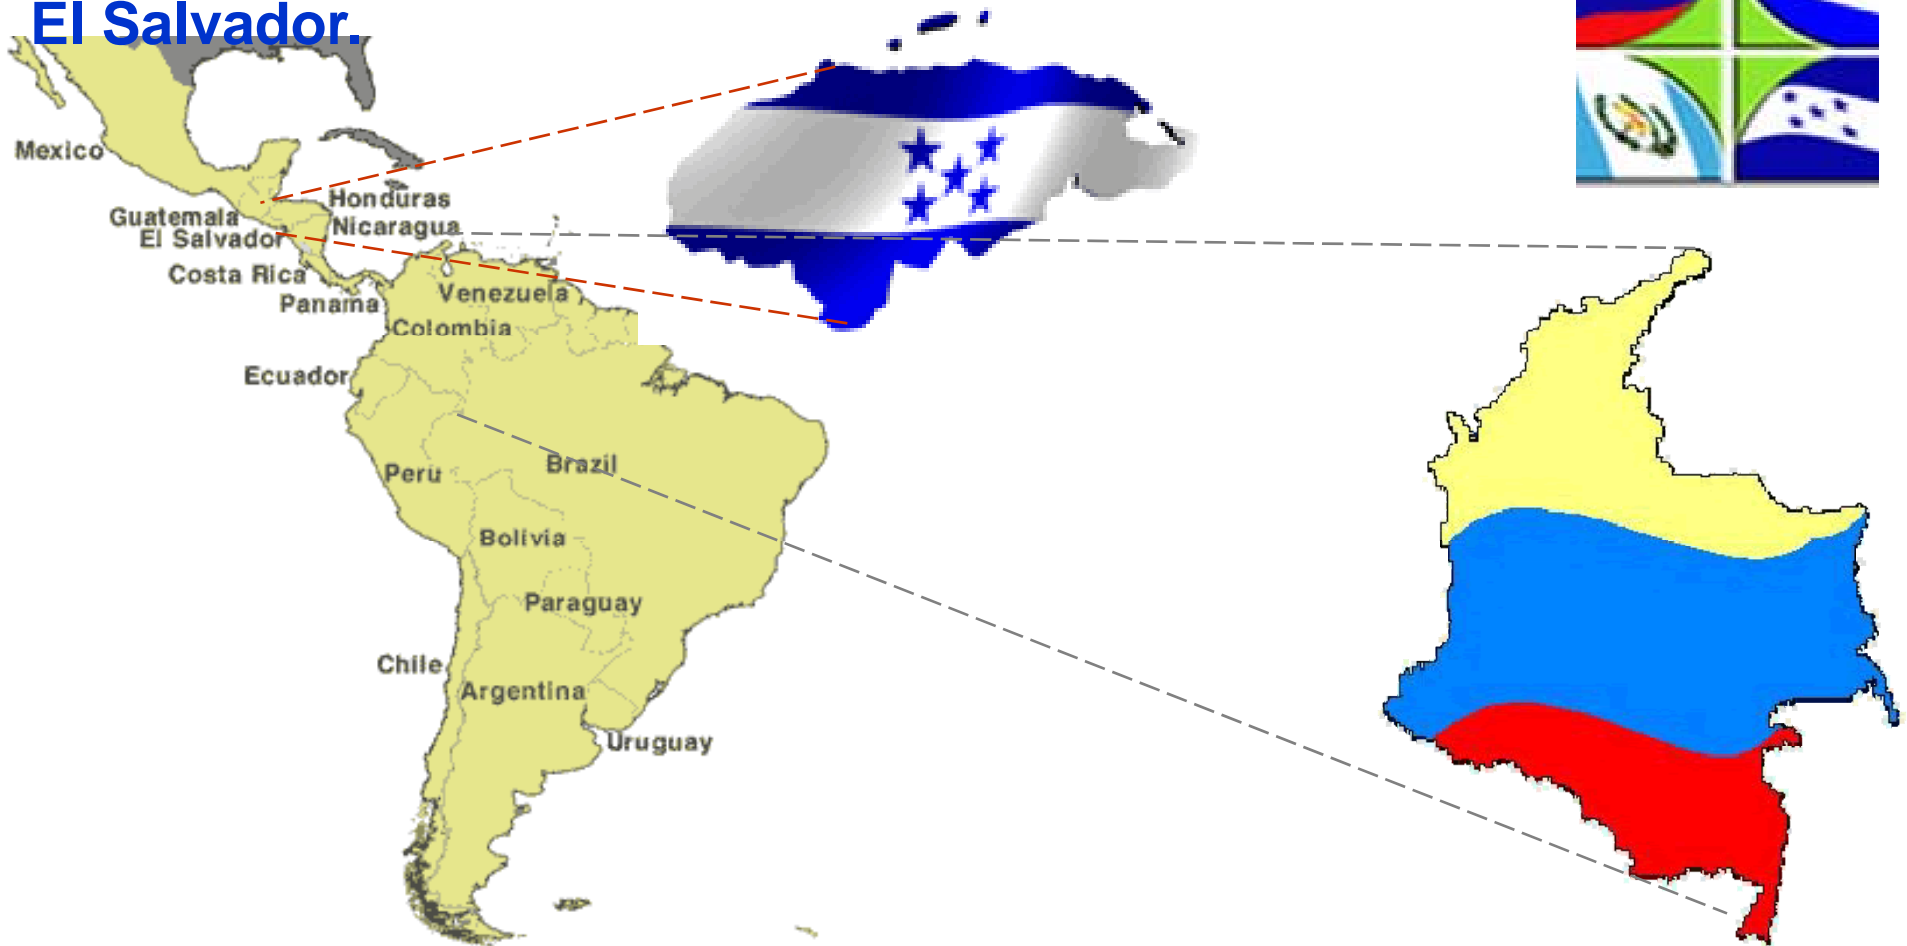 El Salvador.
Mexico
Honduras
Guatemala
Nicaragua
El Salvador
Costa Rica
Panama
Venezuela
Colombia
Ecuador
Peru
Brazil
Bolivia
Paraguay
Chile
Argentina
Uruguay